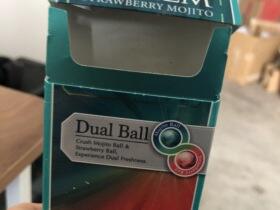 STRAWBERRY MOJITO
Dual Ball
Crush Mojito Ball &
Strawberry Ball,
Experience Dual Freshness.